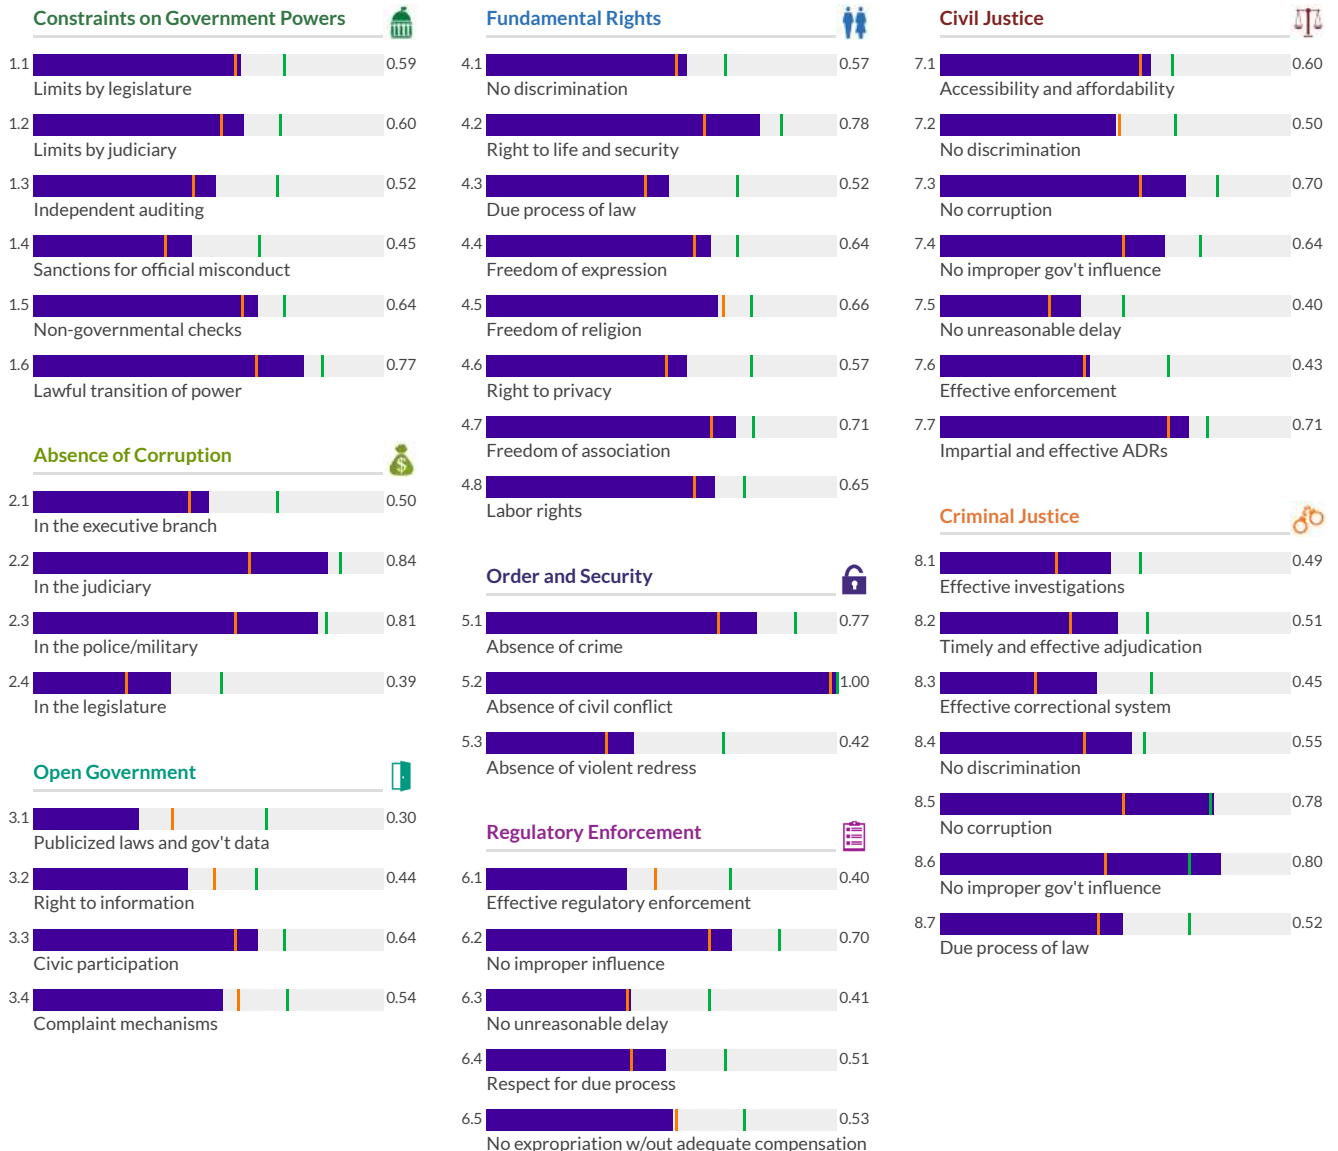 Constraints on Government Powers
1.1 0.59
Limits by legislature
1.2 0.60
Limits by judiciary
1.3 0.52
Independent auditing
1.4 0.45
Sanctions for official misconduct
1.5 0.64
Non-governmental checks
1.6 0.77
Lawful transition of power
Absence of Corruption
$
2.1 0.50
In the executive branch
2.2 0.84
In the judiciary
2.3 0.81
In the police/military
2.4 0.39
In the legislature
Open Government
3.1 0.30
Publicized laws and gov't data
3.2 0.44
Right to information
3.3 0.64
Civic participation
3.4 0.54
Complaint mechanisms
Fundamental Rights
4.1 0.57
No discrimination
4.2 0.78
Right to life and security
4.3 0.52
Due process of law
4.4 0.64
Freedom of expression
4.5 0.66
Freedom of religion
4.6 0.57
Right to privacy
4.7 0.71
Freedom of association
4.8 0.65
Labor rights
Order and Security
5.1 0.77
Absence of crime
5.2 1.00
Absence of civil conflict
5.3 0.42
Absence of violent redress
Regulatory Enforcement
6.1 0.40
Effective regulatory enforcement
6.2 0.70
No improper influence
6.3 0.41
No unreasonable delay
6.4 0.51
Respect for due process
6.5 0.53
No expropriation w/out adequate compensation
Civil Justice
7.1 0.60
Accessibility and affordability
7.2 0.50
No discrimination
7.3 0.70
No corruption
7.4 0.64
No improper gov't influence
7.5 0.40
No unreasonable delay
7.6 0.43
Effective enforcement
7.7 0.71
Impartial and effective ADRs
Criminal Justice
8.1 0.49
Effective investigations
8.2 0.51
Timely and effective adjudication
8.3 0.45
Effective correctional system
8.4 0.55
No discrimination
8.5 0.78
No corruption
8.6 0.80
No improper gov't influence
8.7 0.52
Due process of law